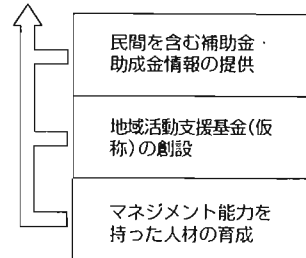 民間を含む補助金・
助成金情報の提供
地域活動支援基金(仮
称)の創設
マネジメント能力を
持った人材の育成